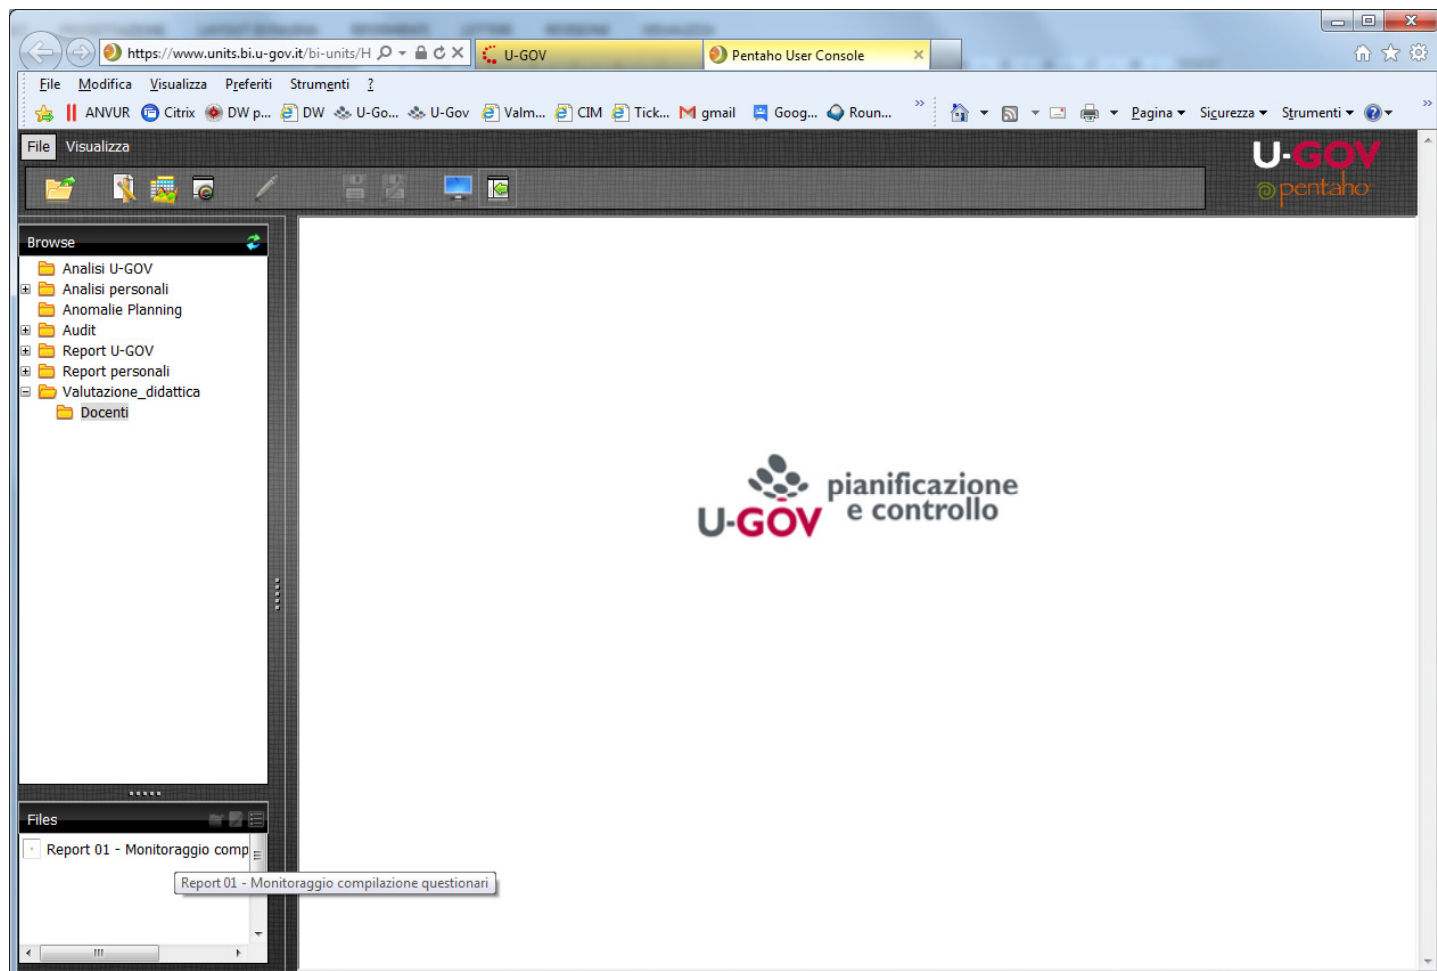 https://www.units.bi.u-gov.it/bi-units/H
U-GOV
Pentaho User Console
File Modifica Visualizza Preferiti Strumenti ?
ANVUR Citrix DW p... DW U-Go... U-Gov Valm... CIM Tick... gmail Goog... Roun... Pagina Sicurezza Strumenti
File Visualizza
U-GOV
pentaho
Browse
Analisi U-GOV
Analisi personali
Anomalie Planning
Audit
Report U-GOV
Report personali
Valutazione_didattica
Docenti
U-GOV pianificazione
e controllo
Files
Report 01 - Monitoraggio comp
Report 01 - Monitoraggio compilazione questionari